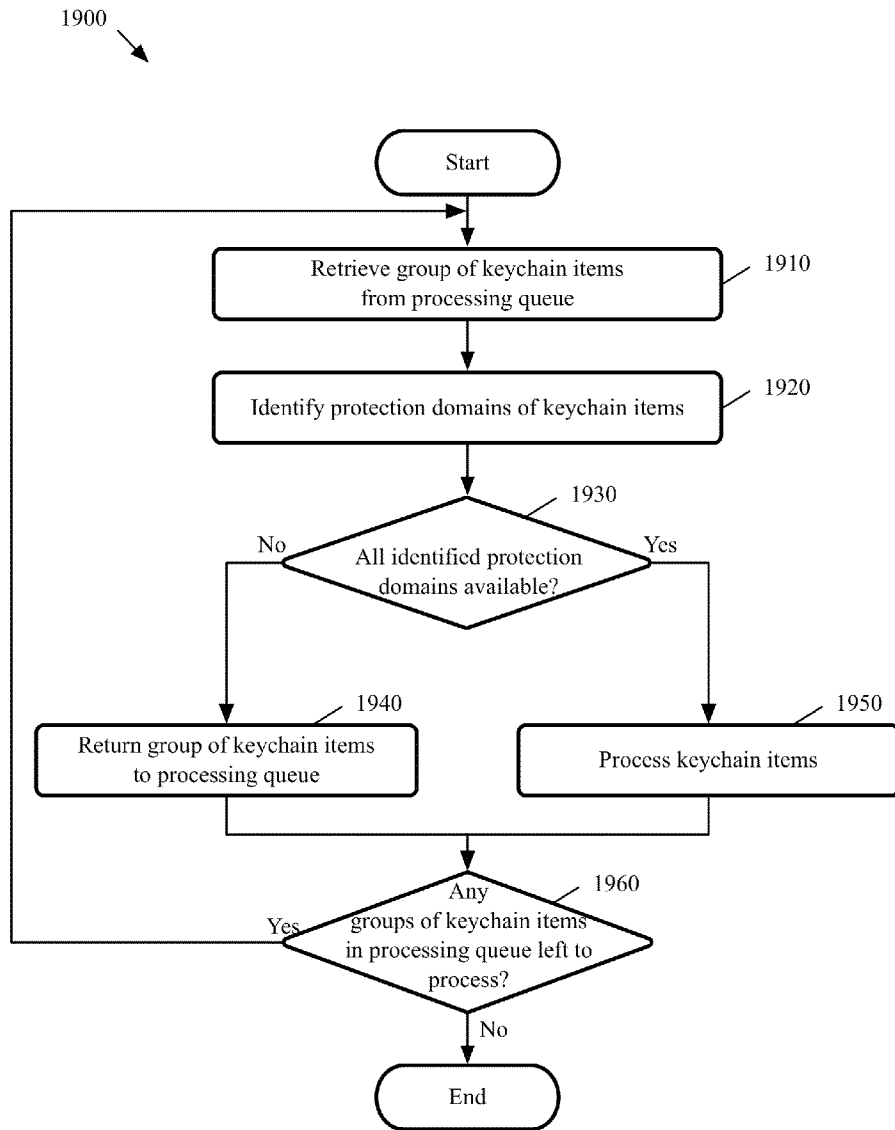 1900
Start
Retrieve group of keychain items
from processing queue
1910
Identify protection domains of keychain items
1920
1930
No
Yes
All identified protection
domains available?
1940
1950
Return group of keychain items
to processing queue
Process keychain items
1960
Any
Yes
groups of keychain items
in processing queue left to
process?
No
End